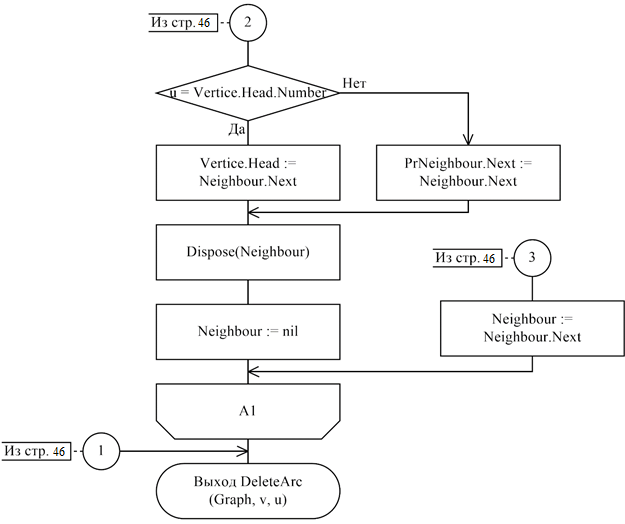 Из стр. 46
2
u = Vertice.Head.Number
Нет
Да
Vertice.Head :=
Neighbour.Next
PrNeighbour.Next :=
Neighbour.Next
Dispose(Neighbour)
Из стр. 46
3
Neighbour := nil
Neighbour :=
Neighbour.Next
A1
Из стр. 46
1
Выход DeleteArc
(Graph, v, u)